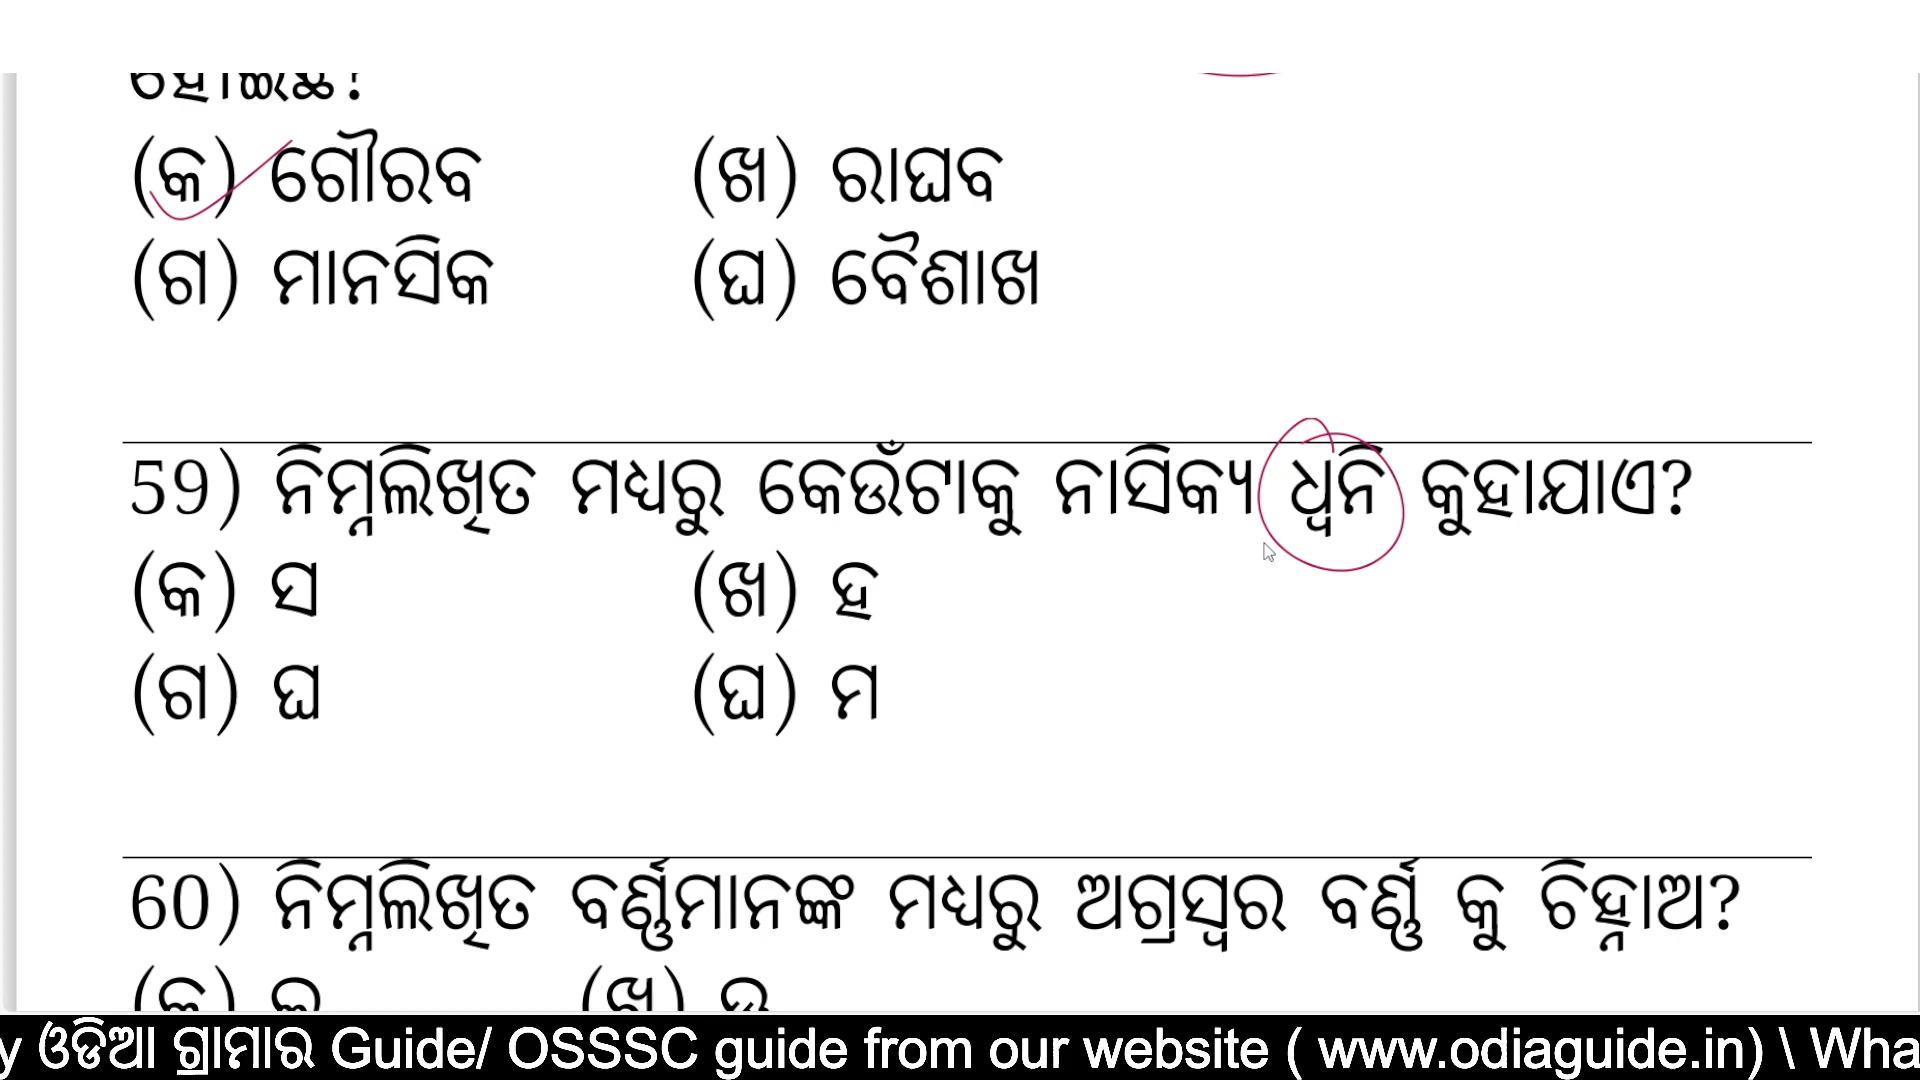 ହୋଇଛି?
(କ) ଗୌରବ (ଖ) ରାଘବ
(ଗ) ମାନସିକ (ଘ) ବୈଶାଖ
59) ନିମ୍ନଲିଖିତ ମଧ୍ୟରୁ କେଉଁଟାକୁ ନାସିକ୍ୟ ଧ୍ୱନି କୁହାଯାଏ?
(କ) ସ (ଖ) ହ
(ଗ) ଘ (ଘ) ମ
60) ନିମ୍ନଲିଖିତ ବର୍ଣ୍ଣମାନଙ୍କ ମଧ୍ୟରୁ ଅଗ୍ରସ୍ୱର ବର୍ଣ୍ଣ କୁ ଚିହ୍ନାଅ?
(କ) (ଖ)
y ଓଡିଆ ଗ୍ରାମାର Guide/ OSSSC guide from our website ( www.odiaguide.in) \ Wha